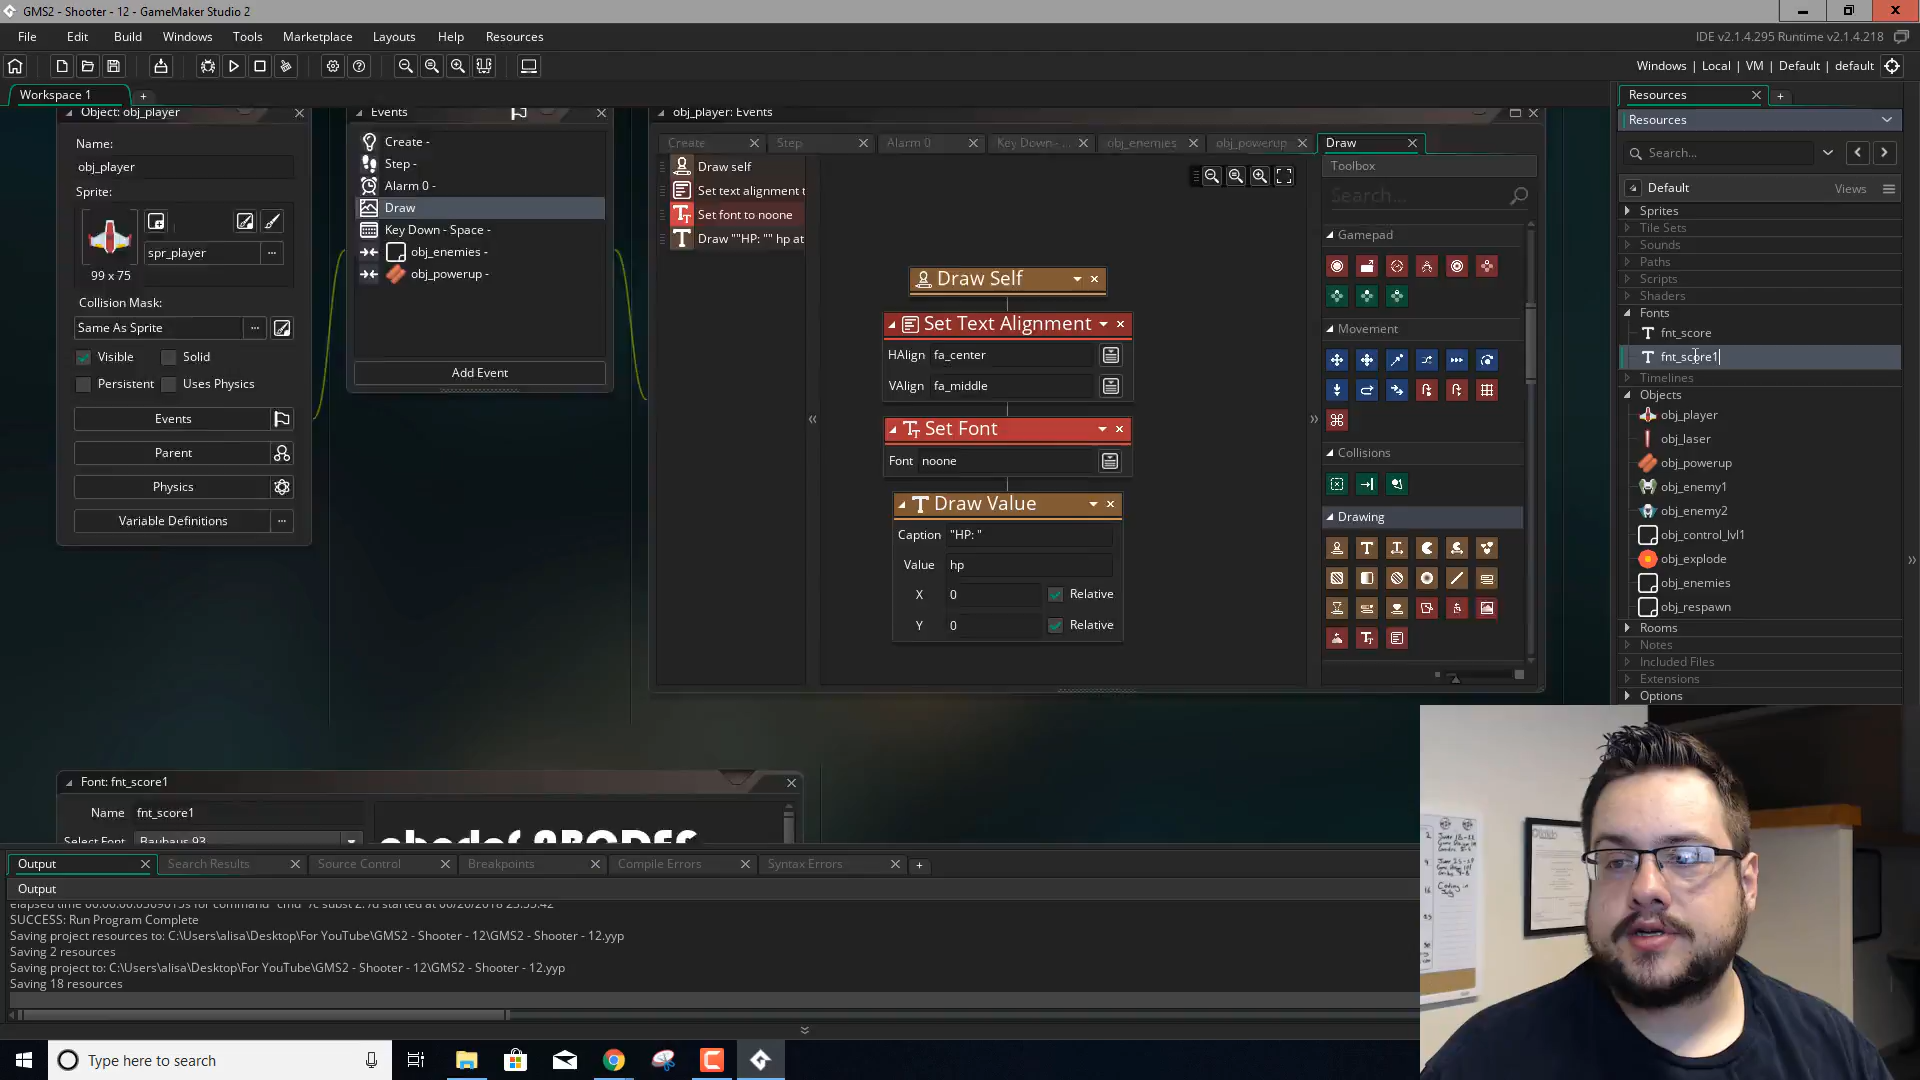 GMS2 - Shooter - 12 - GameMaker Studio 2
File Edit Build Windows Tools Marketplace Layouts Help Resources
IDE v2.1.4.295 Runtime v2.1.4.218
Windows | Local | VM | Default | default
Workspace 1
Object: obj_player
Name:
obj_player
Sprite:
spr_player
99 x 75
Collision Mask:
Same As Sprite
Visible Solid
Persistent Uses Physics
Events
Parent
Physics
Variable Definitions
Events
Create -
Step -
Alarm 0 -
Draw
Key Down - Space -
obj_enemies -
obj_powerup -
Add Event
obj_player: Events
Create Step Alarm 0 Key Down - ... obj_enemies obj_powerup Draw
Draw self
Set text alignment t
Set font to noone
Draw ""HP: "" hp at
Draw Self
Set Text Alignment
HAlign fa_center
VAlign fa_middle
Set Font
Font noone
Draw Value
Caption "HP: "
Value hp
X 0 Relative
Y 0 Relative
Toolbox
Search...
Gamepad
Movement
Collisions
Drawing
Resources
Resources
Search...
Default Views
Sprites
Tile Sets
Sounds
Paths
Scripts
Shaders
Fonts
fnt_score
fnt_score1
Timelines
Objects
obj_player
obj_laser
obj_powerup
obj_enemy1
obj_enemy2
obj_control_lvl1
obj_explode
obj_enemies
obj_respawn
Rooms
Notes
Included Files
Extensions
Options
Font: fnt_score1
Name fnt_score1
Select Font Bauhaus 93
abcdef ABCDEF
Output Search Results Source Control Breakpoints Compile Errors Syntax Errors
Output
SUCCESS: Run Program Complete
Saving project resources to: C:\Users\alisa\Desktop\For YouTube\GMS2 - Shooter - 12\GMS2 - Shooter - 12.yyp
Saving 2 resources
Saving project to: C:\Users\alisa\Desktop\For YouTube\GMS2 - Shooter - 12\GMS2 - Shooter - 12.yyp
Saving 18 resources
Type here to search